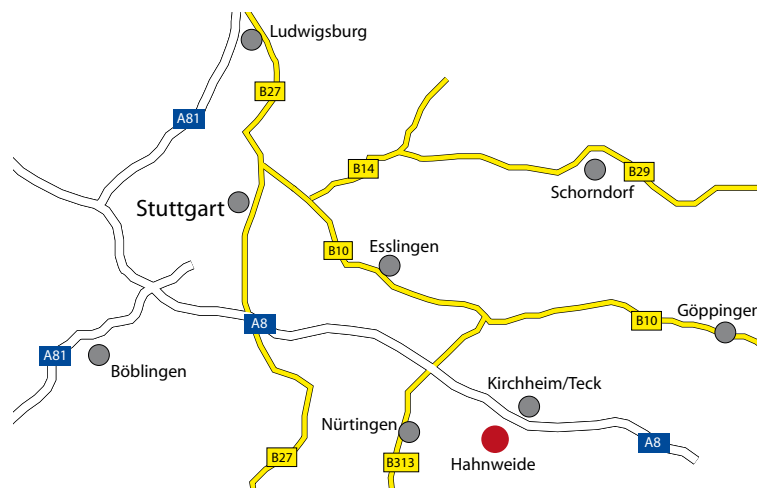 Ludwigsburg
B27
A81
B14
B29
Schorndorf
Stuttgart
Esslingen
B10
Göppingen
B10
A8
A81
Böblingen
Kirchheim/Teck
Nürtingen
A8
B27
B313
Hahnweide